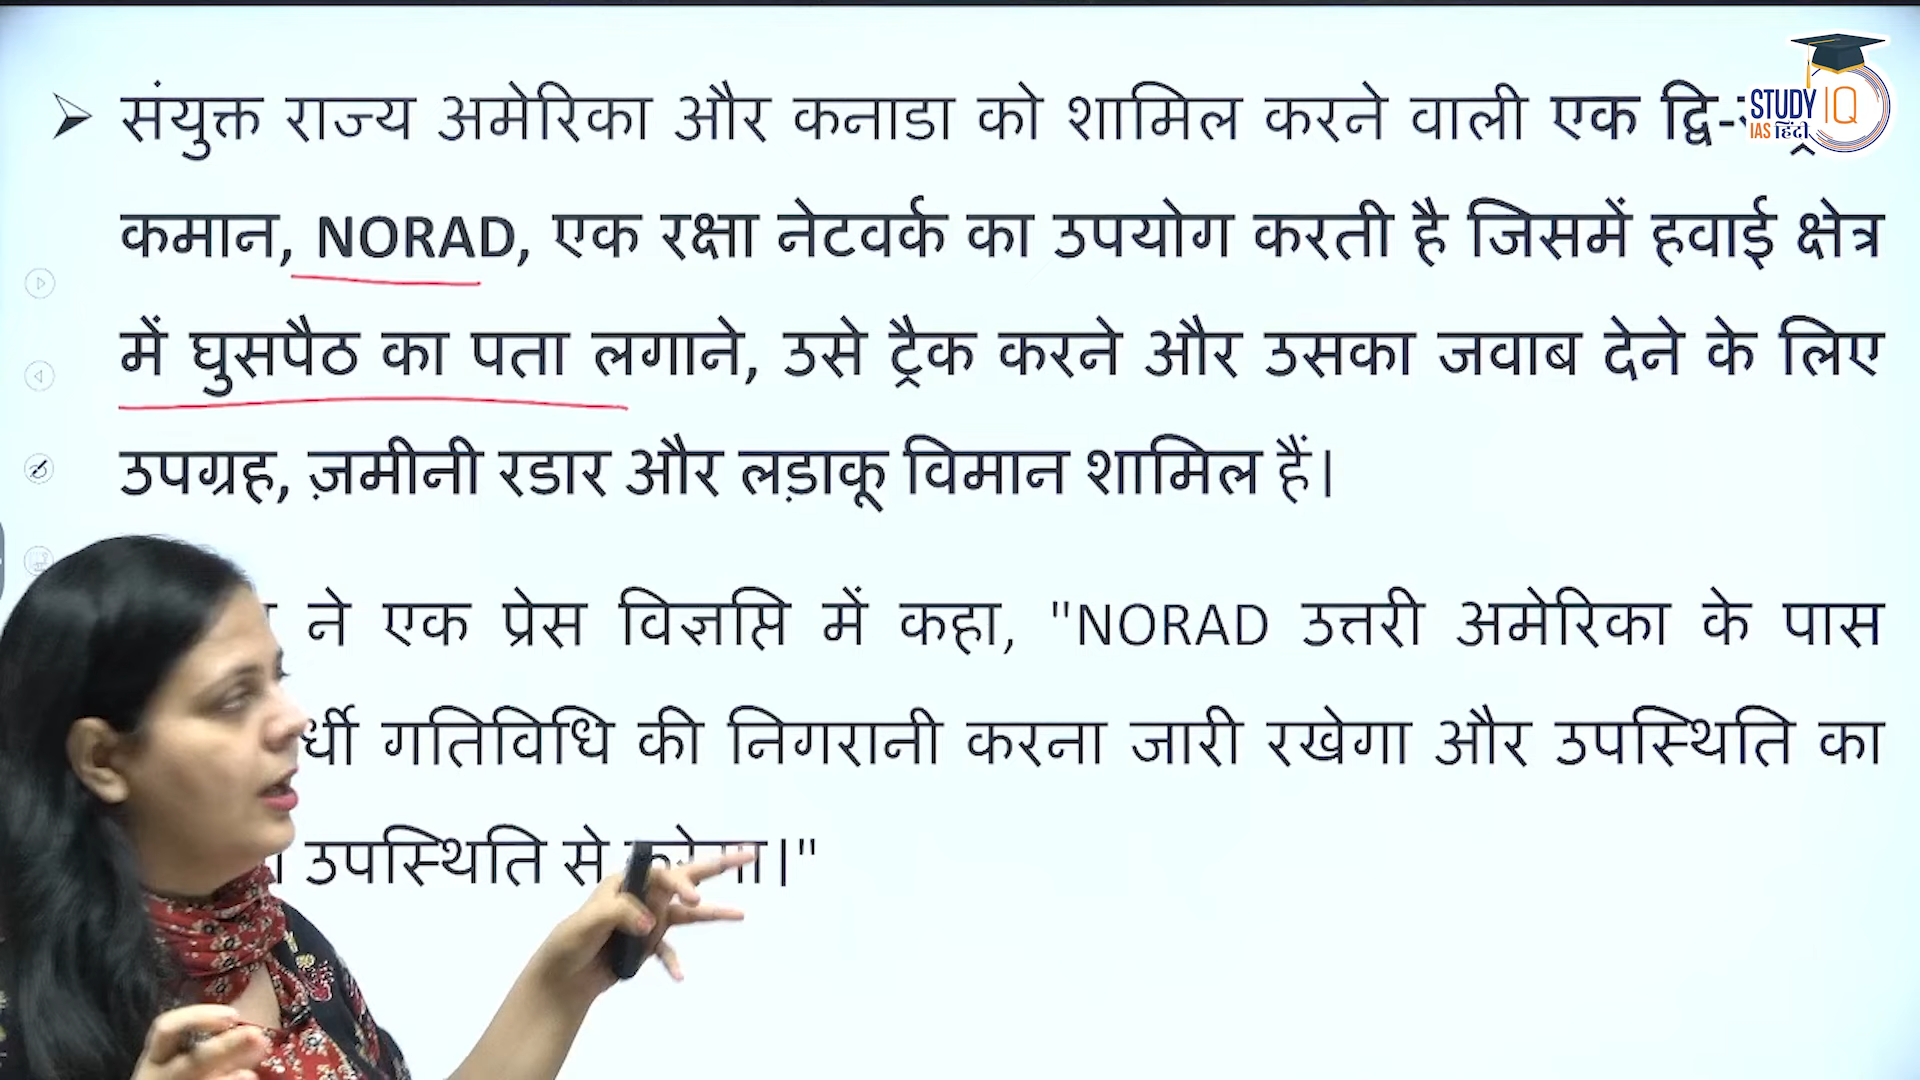 STUDY IQ
IAS हिंदी
संयुक्त राज्य अमेरिका और कनाडा को शामिल करने वाली एक द्वि-
कमान, NORAD, एक रक्षा नेटवर्क का उपयोग करती है जिसमें हवाई क्षेत्र
में घुसपैठ का पता लगाने, उसे ट्रैक करने और उसका जवाब देने के लिए
उपग्रह, ज़मीनी रडार और लड़ाकू विमान शामिल हैं।
ने एक प्रेस विज्ञप्ति में कहा, "NORAD उत्तरी अमेरिका के पास
गतिविधि की निगरानी करना जारी रखेगा और उपस्थिति का
उपस्थिति से